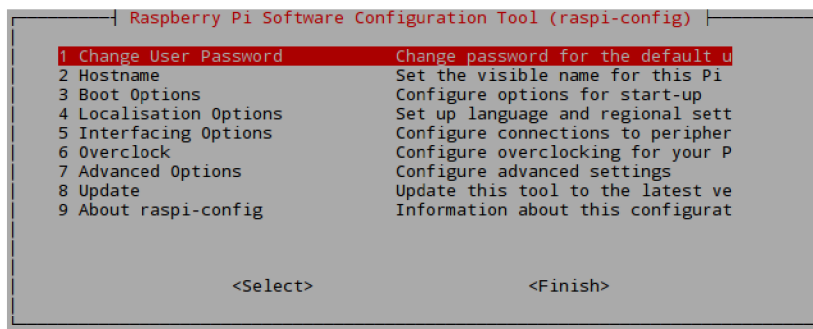 Raspberry Pi Software Configuration Tool (raspi-config)
1 Change User Password Change password for the default u
2 Hostname Set the visible name for this Pi
3 Boot Options Configure options for start-up
4 Localisation Options Set up language and regional sett
5 Interfacing Options Configure connections to peripher
6 Overclock Configure overclocking for your P
7 Advanced Options Configure advanced settings
8 Update Update this tool to the latest ve
9 About raspi-config Information about this configurat
<Select> <Finish>